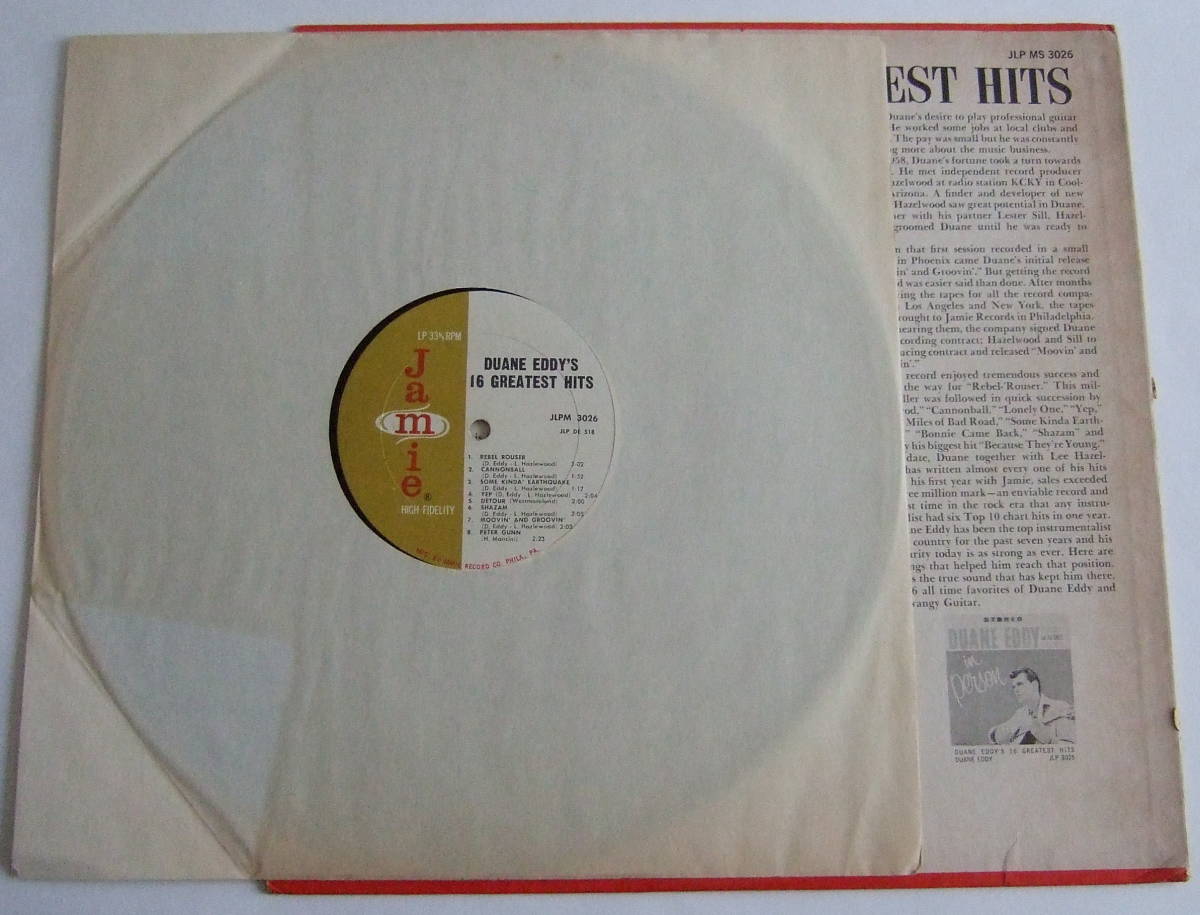 LP 33⅓ RPM
Jamie
®
HIGH FIDELITY
DUANE EDDY'S
16 GREATEST HITS
JLPM 3026
JLP DE 518
1. REBEL ROUSER
(D. Eddy - L. Hazlewood) 2:02
2. CANNONBALL
(D. Eddy - L. Hazlewood) 1:52
3. SOME KINDA' EARTHQUAKE
(D. Eddy - L. Hazlewood) 1:17
4. YEP (D. Eddy - L. Hazlewood) 2:04
5. DETOUR (Westmoreland) 2:00
6. SHAZAM
(D. Eddy - L. Hazlewood) 2:05
7. MOOVIN' AND GROOVIN'
(D. Eddy - L. Hazlewood) 2:03
8. PETER GUNN
(H. Mancini) 2:23
RECORD CO. PHILA., PA.
JLP MS 3026
EST HITS
Duane's desire to play professional guitar
He worked some jobs at local clubs and
The pay was small but he was constantly
g more about the music business.
58, Duane's fortune took a turn towards
. He met independent record producer
azelwood at radio station KCKY in Cool-
Arizona. A finder and developer of new
Hazelwood saw great potential in Duane.
er with his partner Lester Sill, Hazel-
groomed Duane until he was ready to
n that first session recorded in a small
in Phoenix came Duane's initial release
in' and Groovin'." But getting the record
d was easier said than done. After months
ing the tapes for all the record compa-
Los Angeles and New York, the tapes
rought to Jamie Records in Philadelphia.
hearing them, the company signed Duane
cording contract; Hazelwood and Sill to
ucing contract and released "Moovin' and
in'."
record enjoyed tremendous success and
the way for "Rebel-'Rouser." This mil-
ller was followed in quick succession by
od," "Cannonball," "Lonely One," "Yep,"
Miles of Bad Road," "Some Kinda Earth-
" "Bonnie Came Back," "Shazam" and
y his biggest hit "Because They're Young."
date, Duane together with Lee Hazel-
has written almost every one of his hits
his first year with Jamie, sales exceeded
ee million mark—an enviable record and
st time in the rock era that any instru-
list had six Top 10 chart hits in one year.
ne Eddy has been the top instrumentalist
country for the past seven years and his
arity today is as strong as ever. Here are
ngs that helped him reach that position.
s the true sound that has kept him there.
6 all time favorites of Duane Eddy and
wangy Guitar.
STEREO
DUANE EDDY
in
person
DUANE EDDY'S 16 GREATEST HITS
DUANE EDDY JLP 3025